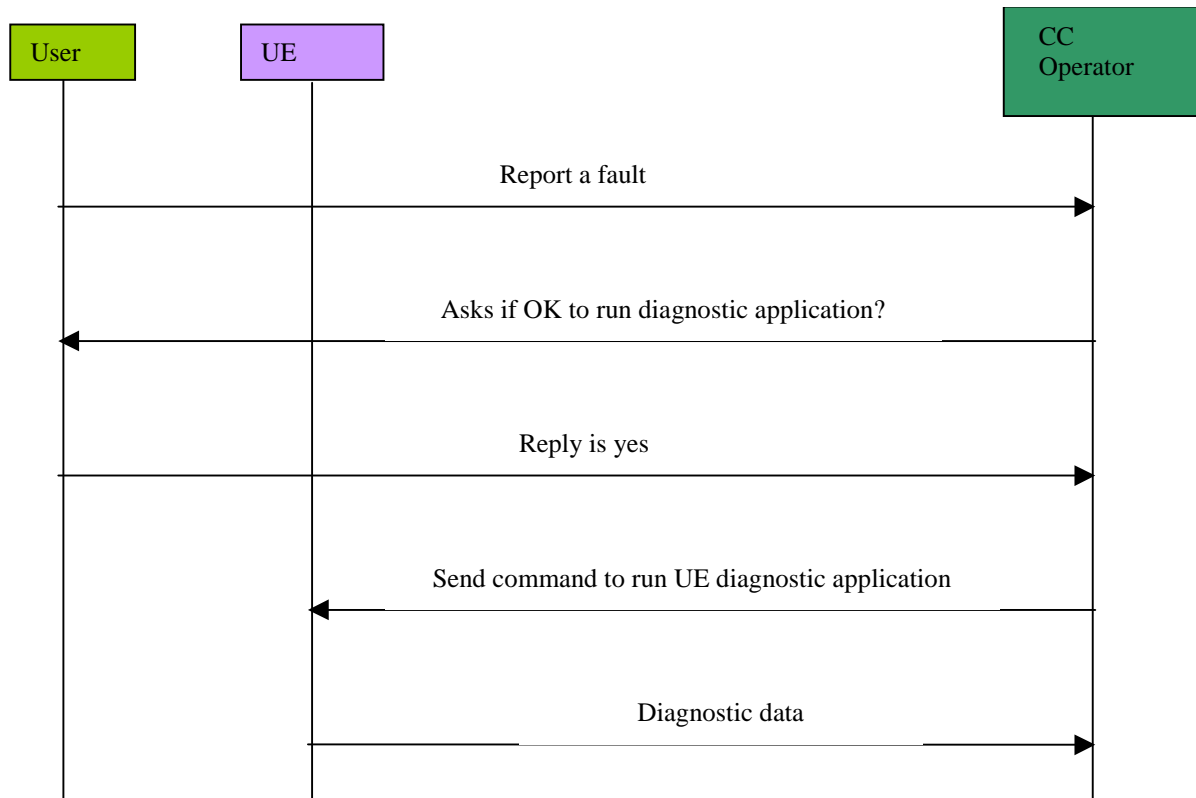 User
UE
CC
Operator
Report a fault
Asks if OK to run diagnostic application?
Reply is yes
Send command to run UE diagnostic application
Diagnostic data